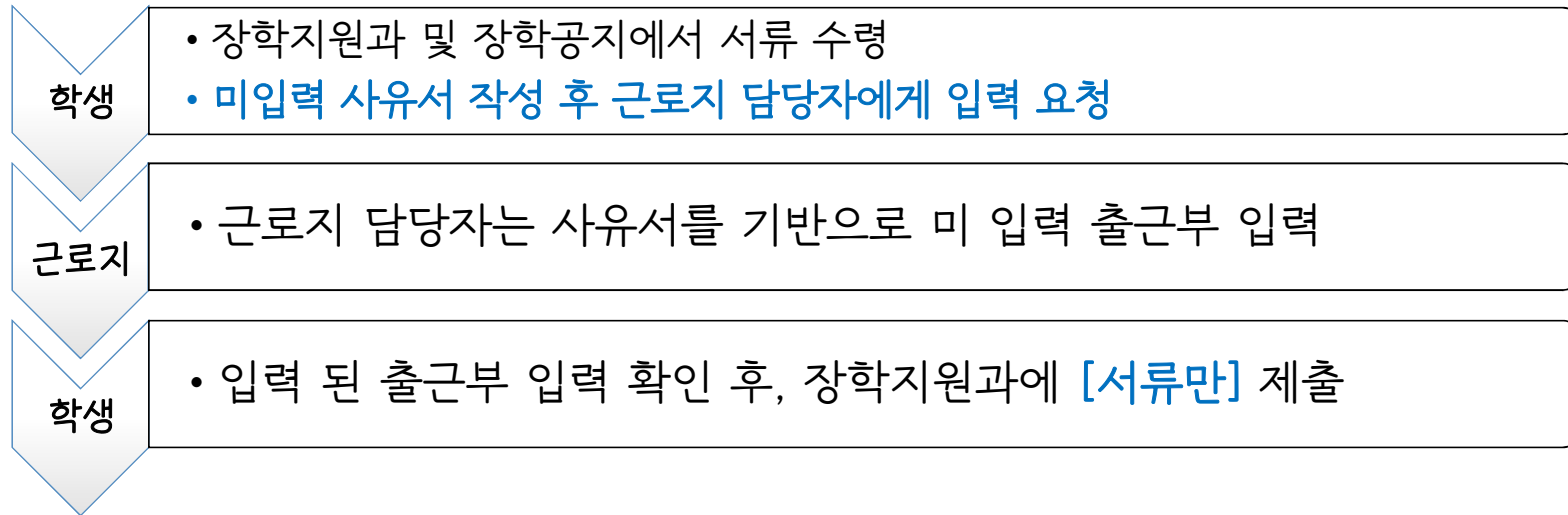 학생
• 장학지원과 및 장학공지에서 서류 수령
• 미입력 사유서 작성 후 근로지 담당자에게 입력 요청
근로지
• 근로지 담당자는 사유서를 기반으로 미 입력 출근부 입력
학생
• 입력 된 출근부 입력 확인 후, 장학지원과에 [서류만] 제출